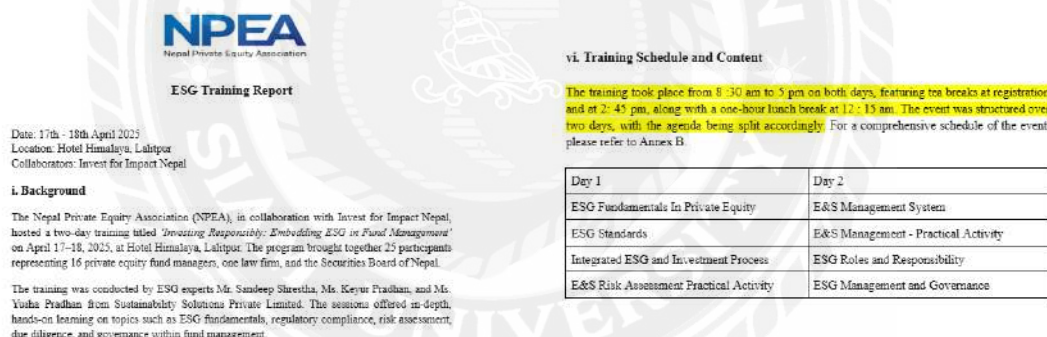 NPEA
Nepal Private Equity Association
ESG Training Report
Date: 17th - 18th April 2025
Location: Hotel Himalaya, Lalitpur
Collaborators: Invest for Impact Nepal
i. Background
The Nepal Private Equity Association (NPEA), in collaboration with Invest for Impact Nepal,
hosted a two-day training titled 'Investing Responsibly: Embedding ESG in Fund Management'
on April 17–18, 2025, at Hotel Himalaya, Lalitpur. The program brought together 25 participants
representing 16 private equity fund managers, one law firm, and the Securities Board of Nepal.
The training was conducted by ESG experts Mr. Sandeep Shrestha, Ms. Keyur Pradhan, and Ms.
Yusha Pradhan from Sustainability Solutions Private Limited. The sessions offered in-depth,
hands-on learning on topics such as ESG fundamentals, regulatory compliance, risk assessment,
due diligence, and governance within fund management.
vi. Training Schedule and Content
The training took place from 8 :30 am to 5 pm on both days, featuring tea breaks at registration
and at 2: 45 pm, along with a one-hour lunch break at 12 : 15 am. The event was structured over
two days, with the agenda being split accordingly. For a comprehensive schedule of the event
please refer to Annex B.
Day 1
Day 2
ESG Fundamentals In Private Equity
E&S Management System
ESG Standards
E&S Management - Practical Activity
Integrated ESG and Investment Process
ESG Roles and Responsibility
E&S Risk Assessment Practical Activity
ESG Management and Governance